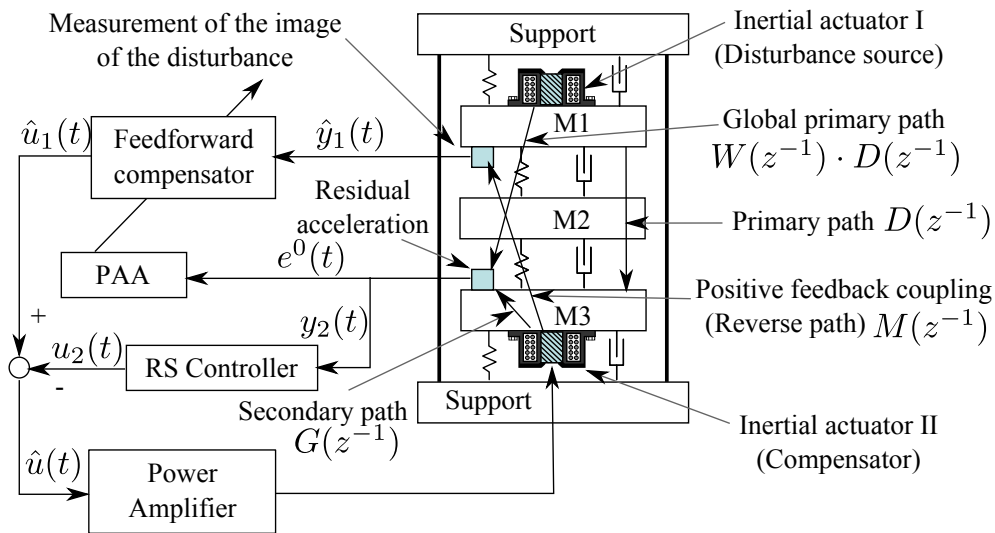 Measurement of the image
of the disturbance
Support
Inertial actuator I
(Disturbance source)
û₁(t)
Feedforward
compensator
ŷ₁(t)
M1
Global primary path
W(z⁻¹) · D(z⁻¹)
Residual
acceleration
M2
Primary path D(z⁻¹)
PAA
e⁰(t)
M3
Positive feedback coupling
(Reverse path) M(z⁻¹)
+
y₂(t)
u₂(t)
-
RS Controller
Secondary path
G(z⁻¹)
Support
Inertial actuator II
(Compensator)
û(t)
Power
Amplifier